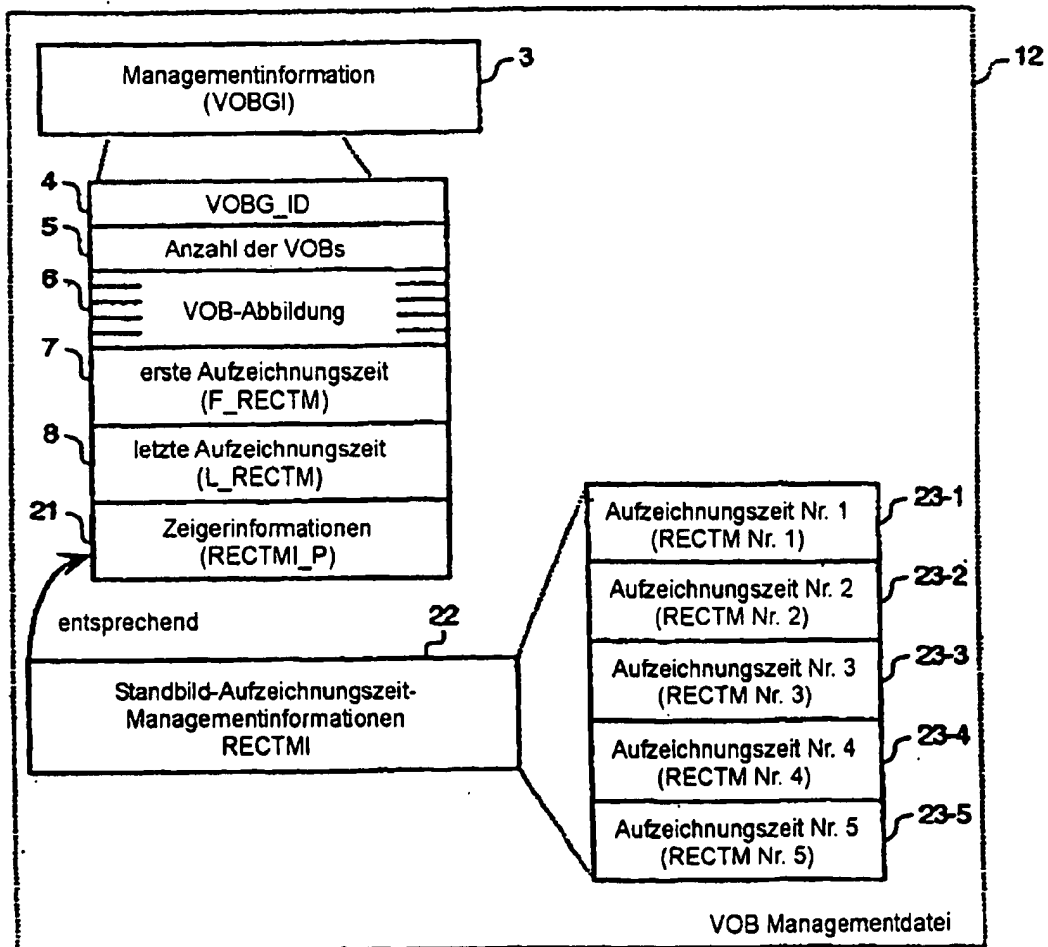 Managementinformation
(VOBGI)
3
12
4
VOBG_ID
5
Anzahl der VOBs
6
VOB-Abbildung
7
erste Aufzeichnungszeit
(F_RECTM)
8
letzte Aufzeichnungszeit
(L_RECTM)
21
Zeigerinformationen
(RECTMI_P)
entsprechend
22
Standbild-Aufzeichnungszeit-
Managementinformationen
RECTMI
Aufzeichnungszeit Nr. 1
(RECTM Nr. 1)
23-1
Aufzeichnungszeit Nr. 2
(RECTM Nr. 2)
23-2
Aufzeichnungszeit Nr. 3
(RECTM Nr. 3)
23-3
Aufzeichnungszeit Nr. 4
(RECTM Nr. 4)
23-4
Aufzeichnungszeit Nr. 5
(RECTM Nr. 5)
23-5
VOB Managementdatei